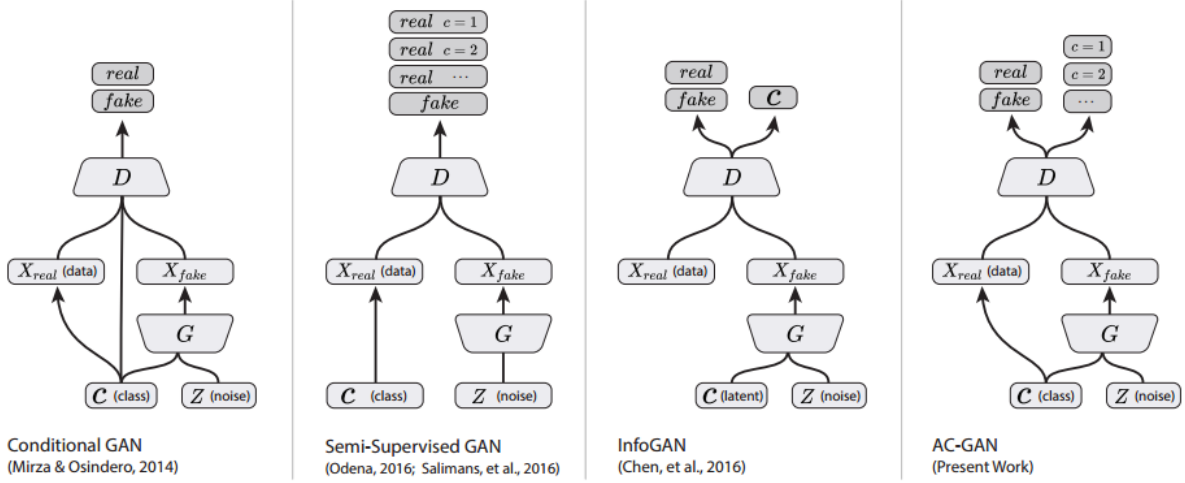 real
fake
D
X_real (data)
X_fake
G
C (class)
Z (noise)
Conditional GAN
(Mirza & Osindero, 2014)
real c = 1
real c = 2
real ...
fake
D
X_real (data)
X_fake
G
C (class)
Z (noise)
Semi-Supervised GAN
(Odena, 2016; Salimans, et al., 2016)
real
fake
C
D
X_real (data)
X_fake
G
C (latent)
Z (noise)
InfoGAN
(Chen, et al., 2016)
real
fake
c = 1
c = 2
...
D
X_real (data)
X_fake
G
C (class)
Z (noise)
AC-GAN
(Present Work)